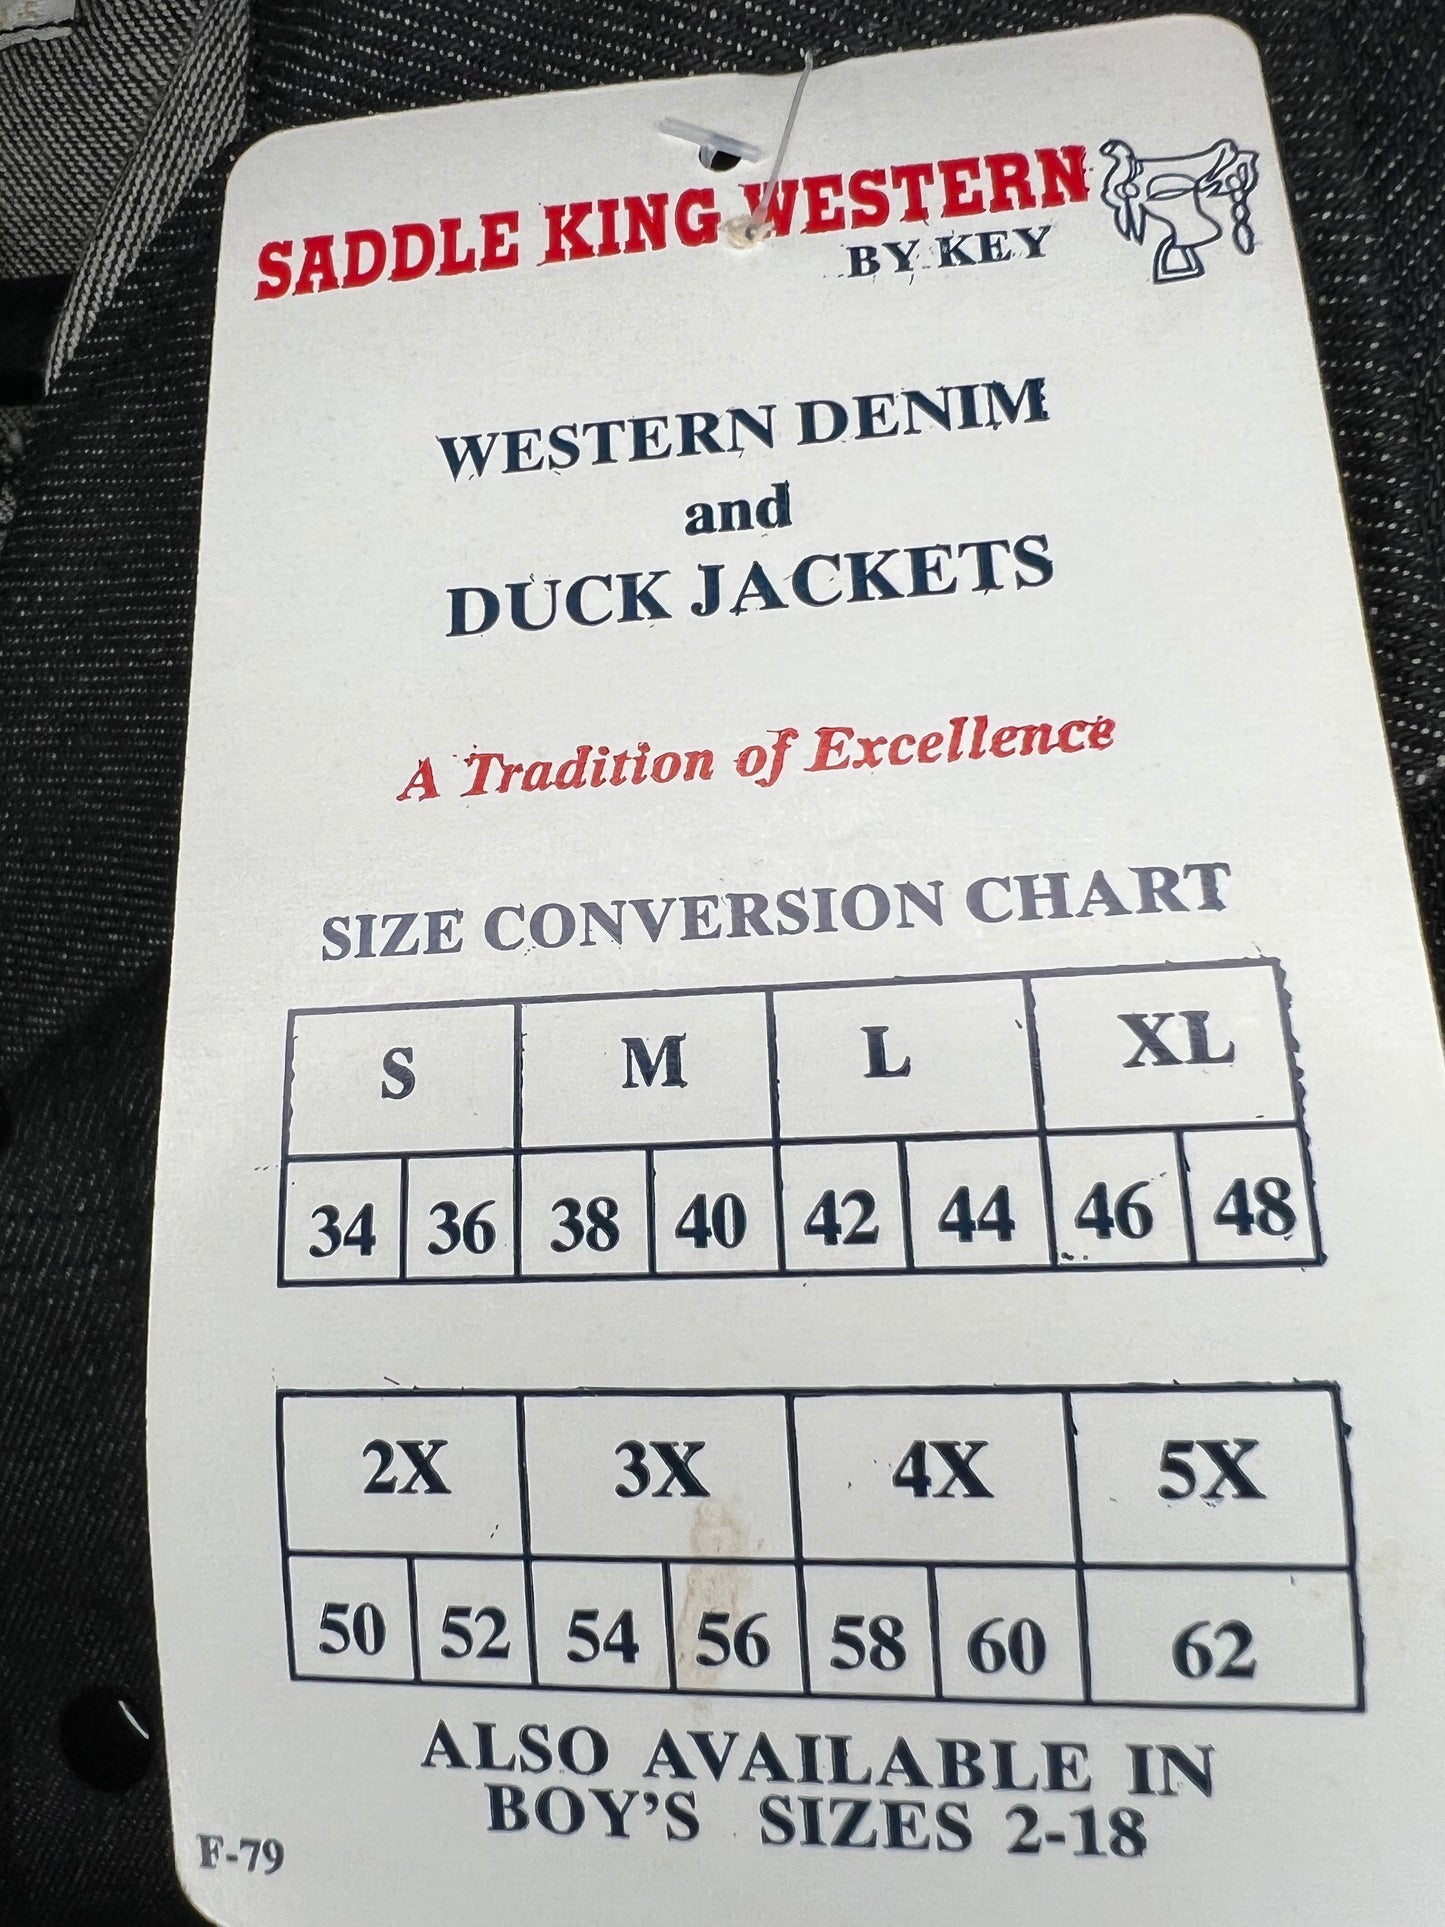 SADDLE KING WESTERN
BY KEY
WESTERN DENIM
and
DUCK JACKETS
A Tradition of Excellence
SIZE CONVERSION CHART
S M L XL
34 36 38 40 42 44 46 48
2X 3X 4X 5X
50 52 54 56 58 60 62
ALSO AVAILABLE IN
BOY'S SIZES 2-18
F-79